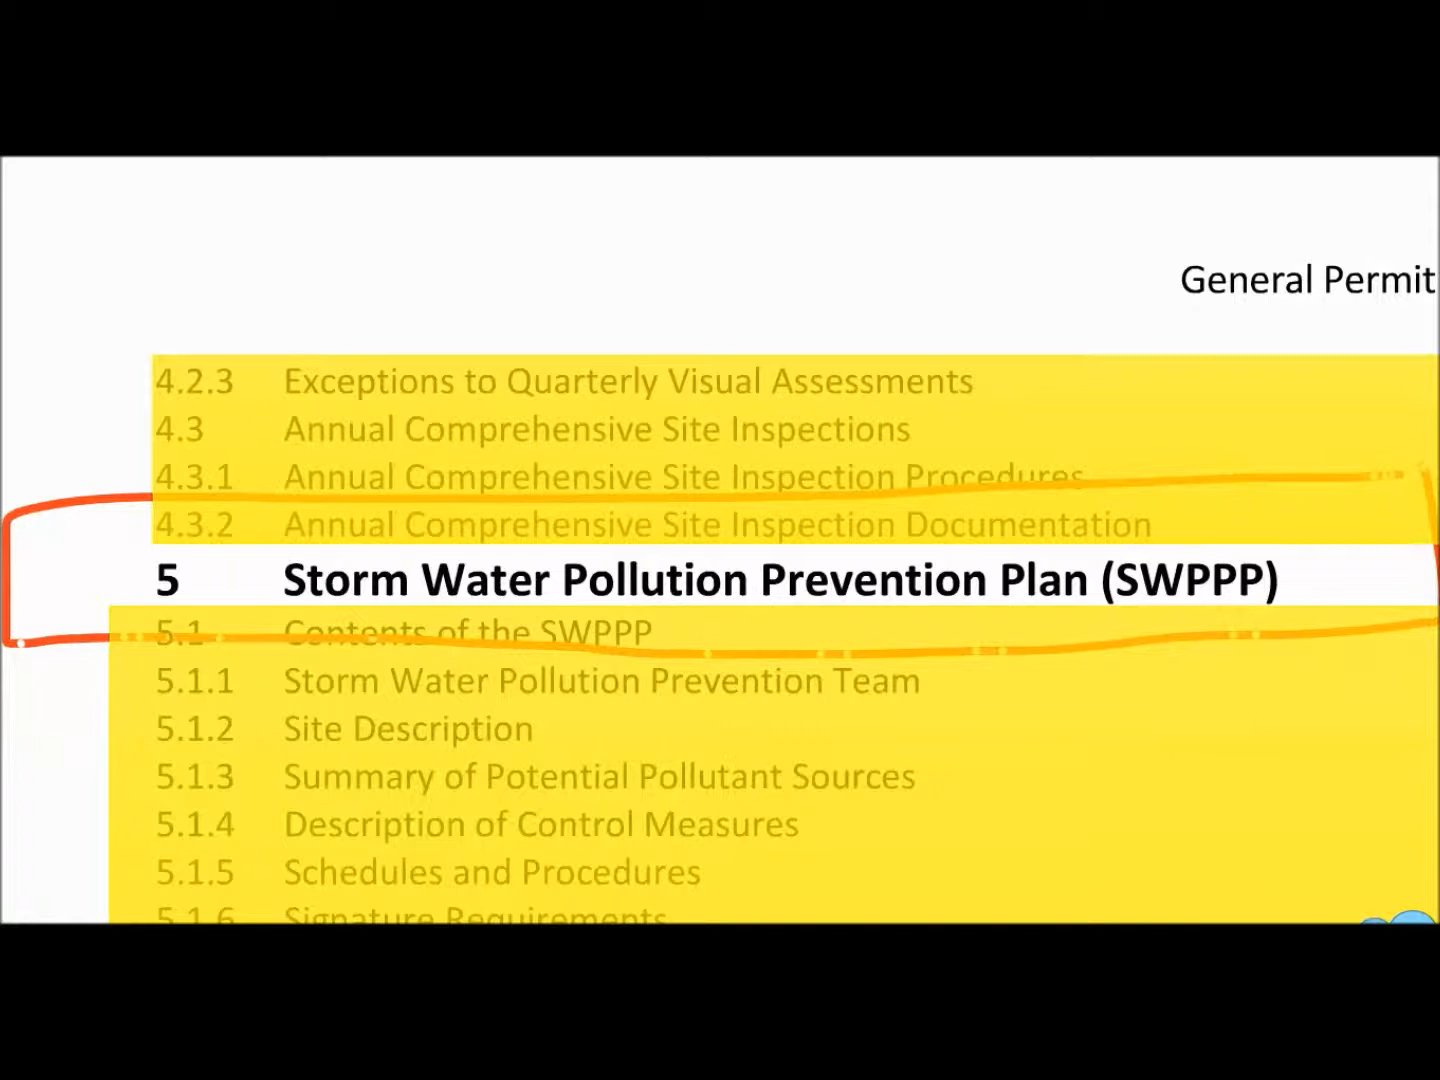 General Permit
4.2.3 Exceptions to Quarterly Visual Assessments
4.3 Annual Comprehensive Site Inspections
4.3.1 Annual Comprehensive Site Inspection Procedures
4.3.2 Annual Comprehensive Site Inspection Documentation
5 Storm Water Pollution Prevention Plan (SWPPP)
5.1 Contents of the SWPPP
5.1.1 Storm Water Pollution Prevention Team
5.1.2 Site Description
5.1.3 Summary of Potential Pollutant Sources
5.1.4 Description of Control Measures
5.1.5 Schedules and Procedures
5.1.6 Signature Requirements